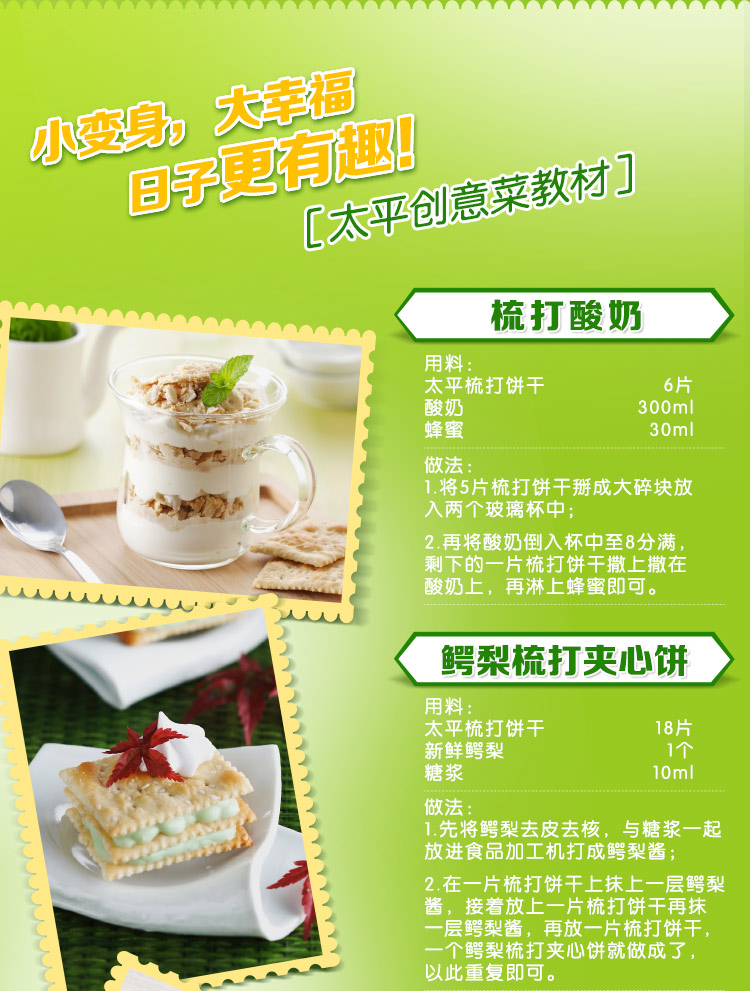 小变身，大幸福
日子更有趣！
［太平创意菜教材］
梳打酸奶
用料：
太平梳打饼干 6片
酸奶 300ml
蜂蜜 30ml
做法：
1.将5片梳打饼干掰成大碎块放
入两个玻璃杯中；
2.再将酸奶倒入杯中至8分满，
剩下的一片梳打饼干撒上撒在
酸奶上，再淋上蜂蜜即可。
鳄梨梳打夹心饼
用料：
太平梳打饼干 18片
新鲜鳄梨 1个
糖浆 10ml
做法：
1.先将鳄梨去皮去核，与糖浆一起
放进食品加工机打成鳄梨酱；
2.在一片梳打饼干上抹上一层鳄梨
酱，接着放上一片梳打饼干再抹
一层鳄梨酱，再放一片梳打饼干，
一个鳄梨梳打夹心饼就做成了，
以此重复即可。